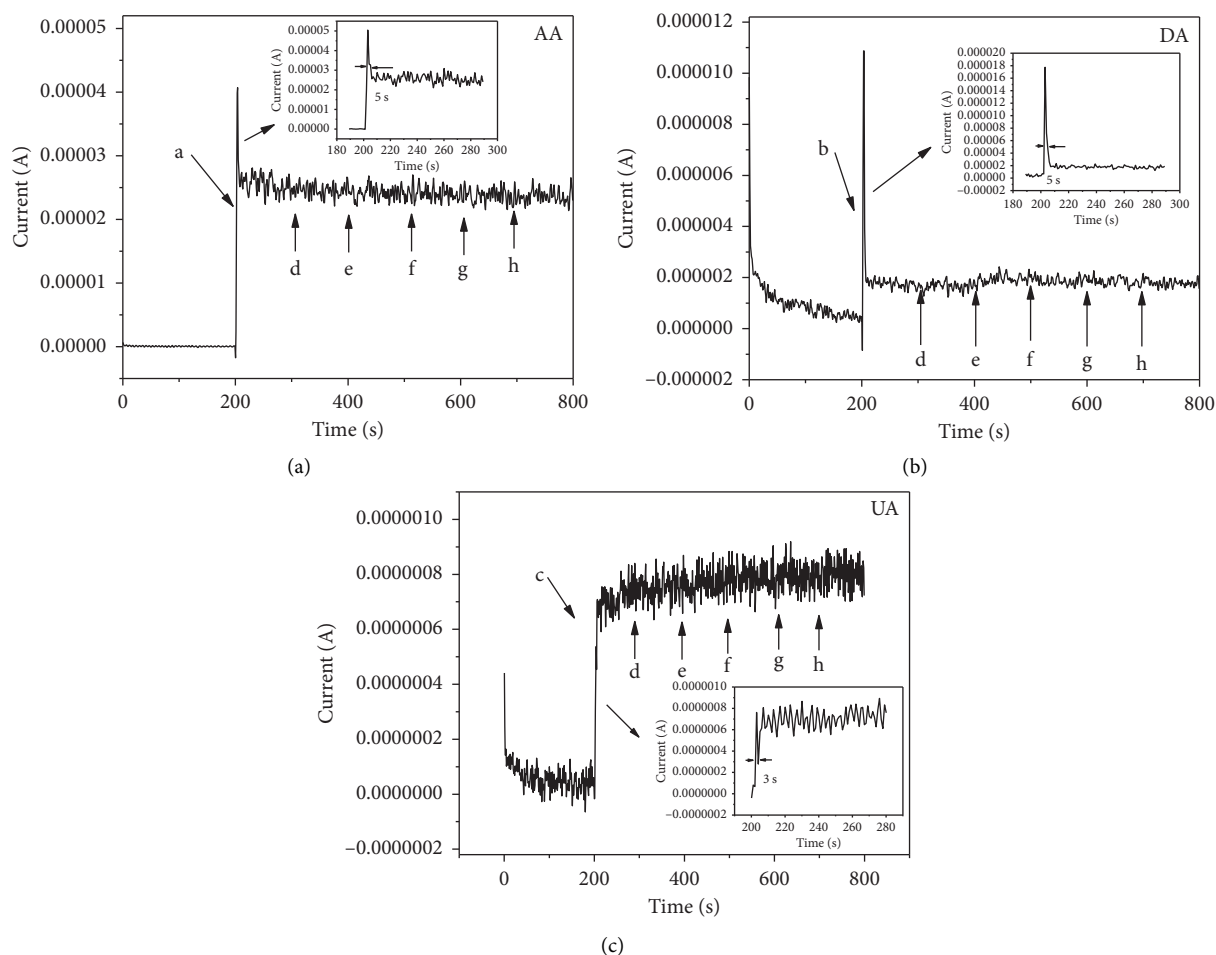 AA
0.00005
0.00004
0.00003
0.00002
0.00001
0.00000
Current (A)
0 200 400 600 800
Time (s)
a
d e f g h
0.00005
0.00004
0.00003
0.00002
0.00001
0.00000
Current (A)
5 s
180 200 220 240 260 280 300
Time (s)
(a)
DA
0.000012
0.000010
0.000008
0.000006
0.000004
0.000002
0.000000
−0.000002
Current (A)
0 200 400 600 800
Time (s)
b
d e f g h
0.000020
0.000018
0.000016
0.000014
0.000012
0.000010
0.00008
0.00006
0.00004
0.00002
0.00000
−0.00002
Current (A)
5 s
180 200 220 240 260 280 300
Time (s)
(b)
UA
0.0000010
0.0000008
0.0000006
0.0000004
0.0000002
0.0000000
−0.0000002
Current (A)
0 200 400 600 800
Time (s)
c
d e f g h
0.0000010
0.0000008
0.0000006
0.0000004
0.0000002
0.0000000
−0.0000002
Current (A)
3 s
200 220 240 260 280
Time (s)
(c)